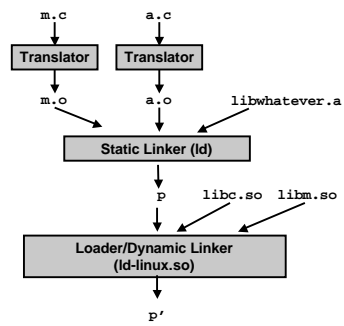 m.c a.c
Translator Translator
m.o a.o
libwhatever.a
Static Linker (ld)
p
libc.so libm.so
Loader/Dynamic Linker
(ld-linux.so)
p’